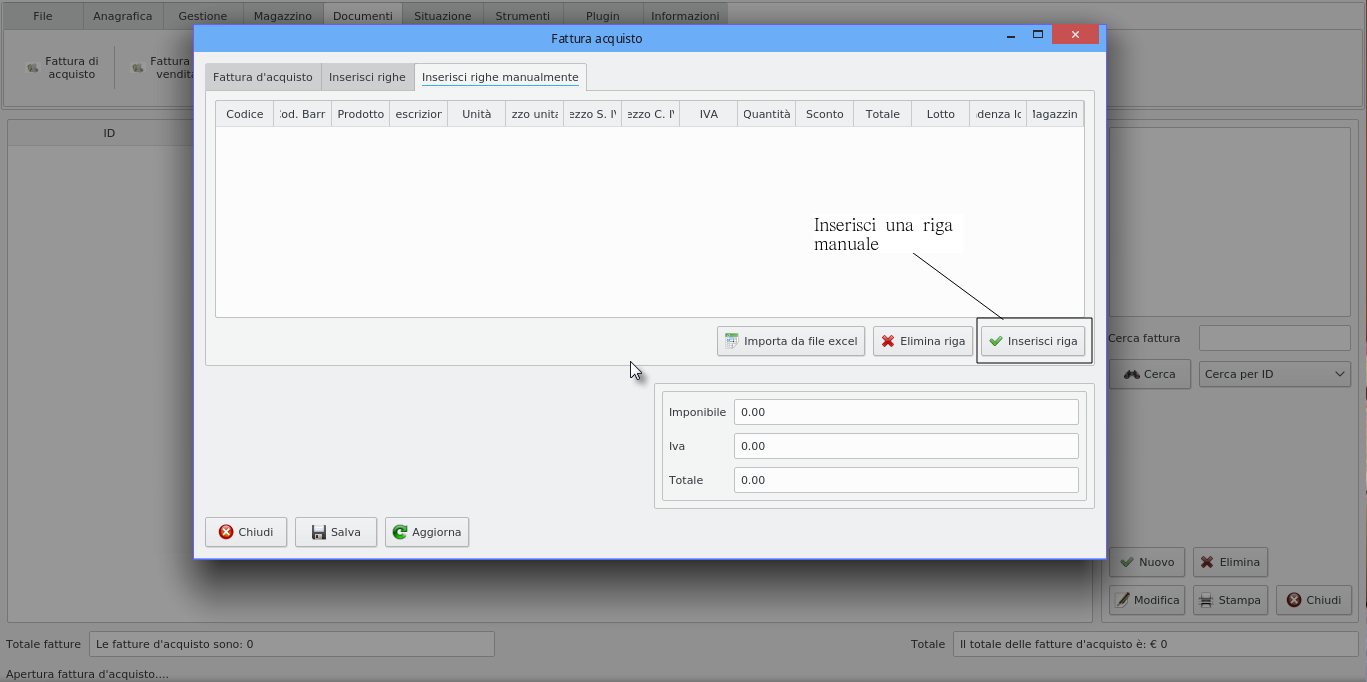 File Anagrafica Gestione Magazzino Documenti Situazione Strumenti Plugin Informazioni
Fattura di
acquisto
Fattura
vendita
Fattura acquisto
Fattura d'acquisto Inserisci righe Inserisci righe manualmente
ID
Codice od. Barr Prodotto escrizion Unità zzo unita ezzo S. IV ezzo C. IV IVA Quantità Sconto Totale Lotto denza lo Magazzin
Inserisci una riga
manuale
Importa da file excel Elimina riga Inserisci riga
Cerca fattura
Cerca Cerca per ID
Imponibile 0.00
Iva 0.00
Totale 0.00
Chiudi Salva Aggiorna
Nuovo Elimina
Modifica Stampa Chiudi
Totale fatture Le fatture d'acquisto sono: 0 Totale Il totale delle fatture d'acquisto è: € 0
Apertura fattura d'acquisto....